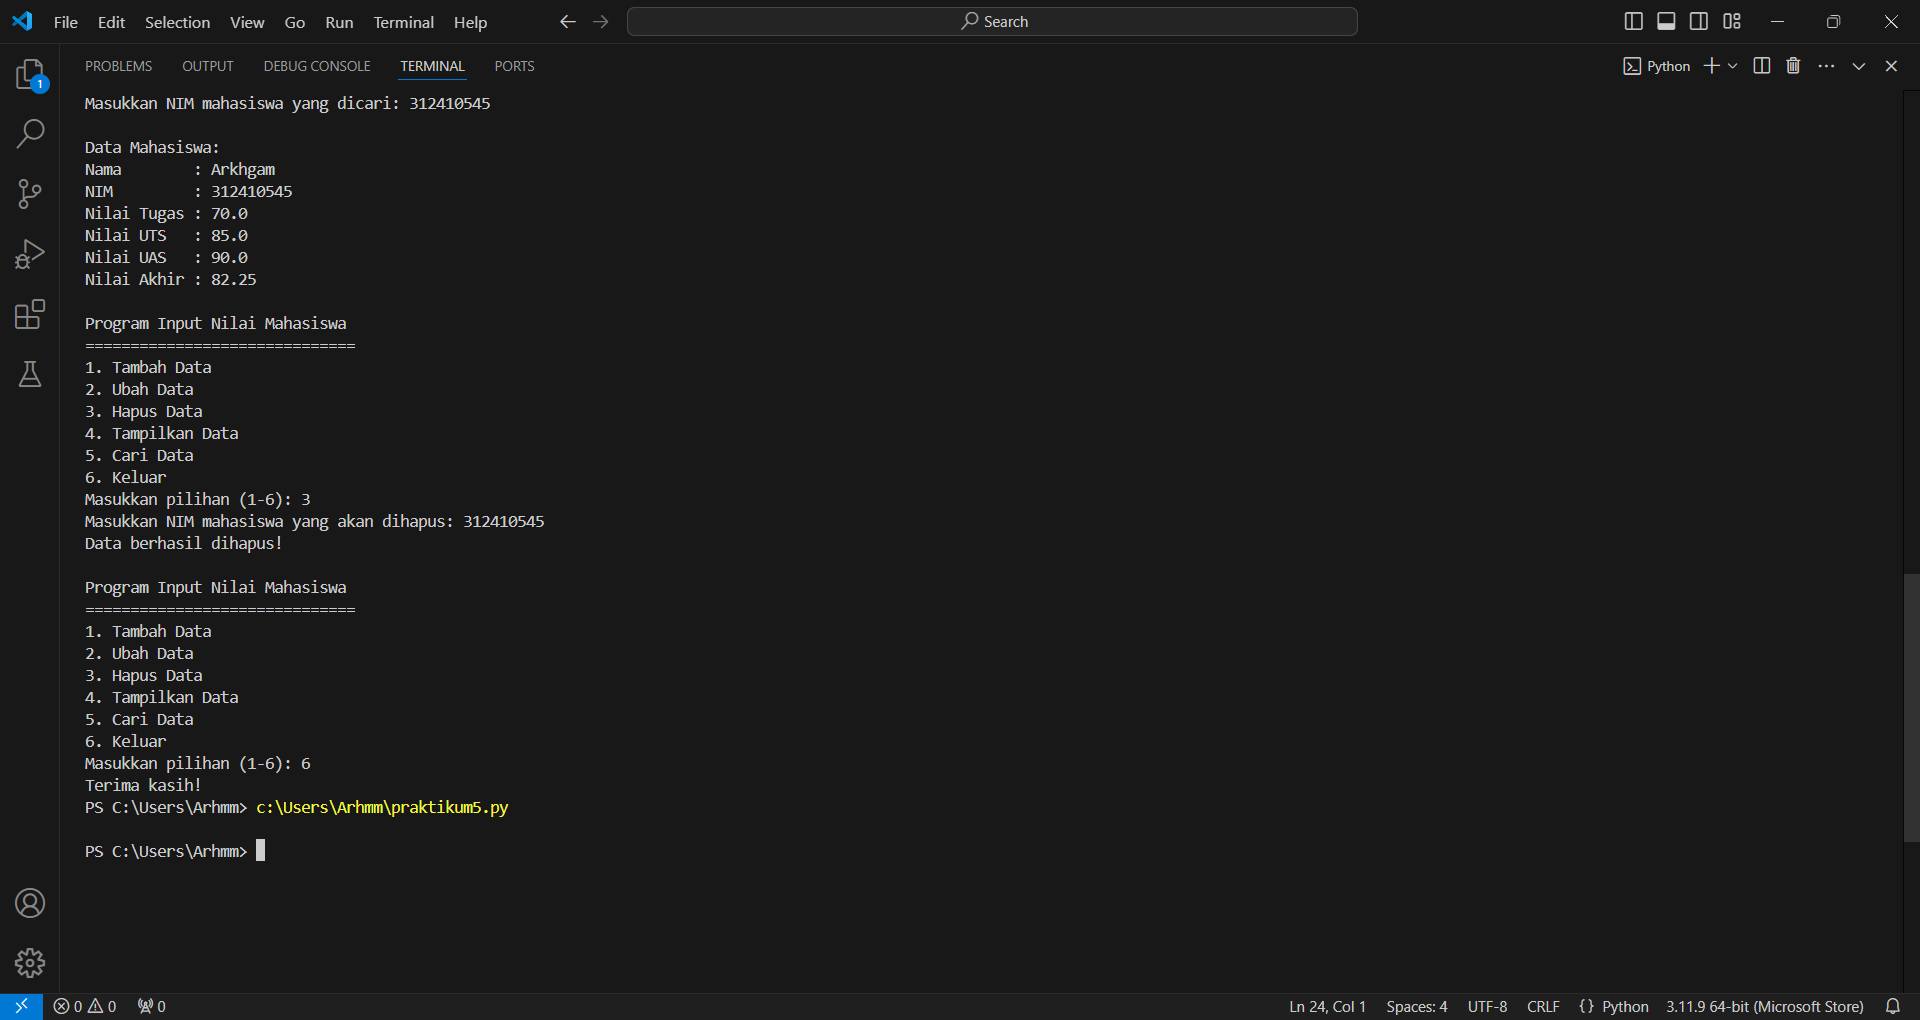 File Edit Selection View Go Run Terminal Help
Search
PROBLEMS OUTPUT DEBUG CONSOLE TERMINAL PORTS
Python
1
Masukkan NIM mahasiswa yang dicari: 312410545
Data Mahasiswa:
Nama        : Arkhgam
NIM         : 312410545
Nilai Tugas : 70.0
Nilai UTS   : 85.0
Nilai UAS   : 90.0
Nilai Akhir : 82.25
Program Input Nilai Mahasiswa
==============================
1. Tambah Data
2. Ubah Data
3. Hapus Data
4. Tampilkan Data
5. Cari Data
6. Keluar
Masukkan pilihan (1-6): 3
Masukkan NIM mahasiswa yang akan dihapus: 312410545
Data berhasil dihapus!
Program Input Nilai Mahasiswa
==============================
1. Tambah Data
2. Ubah Data
3. Hapus Data
4. Tampilkan Data
5. Cari Data
6. Keluar
Masukkan pilihan (1-6): 6
Terima kasih!
PS C:\Users\Arhmm> c:\Users\Arhmm\praktikum5.py
PS C:\Users\Arhmm>
0 0 0
Ln 24, Col 1 Spaces: 4 UTF-8 CRLF {} Python 3.11.9 64-bit (Microsoft Store)